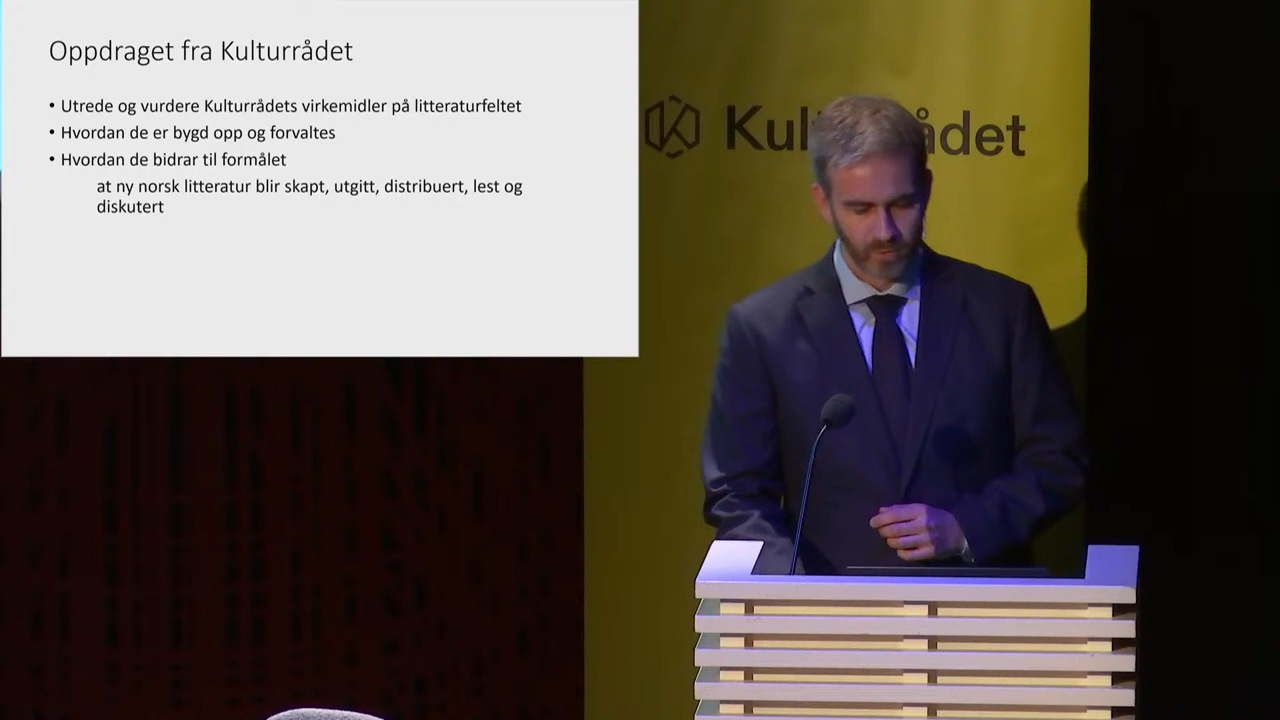 Oppdraget fra Kulturrådet
• Utrede og vurdere Kulturrådets virkemidler på litteraturfeltet
• Hvordan de er bygd opp og forvaltes
• Hvordan de bidrar til formålet
at ny norsk litteratur blir skapt, utgitt, distribuert, lest og
diskutert
Kulturrådet